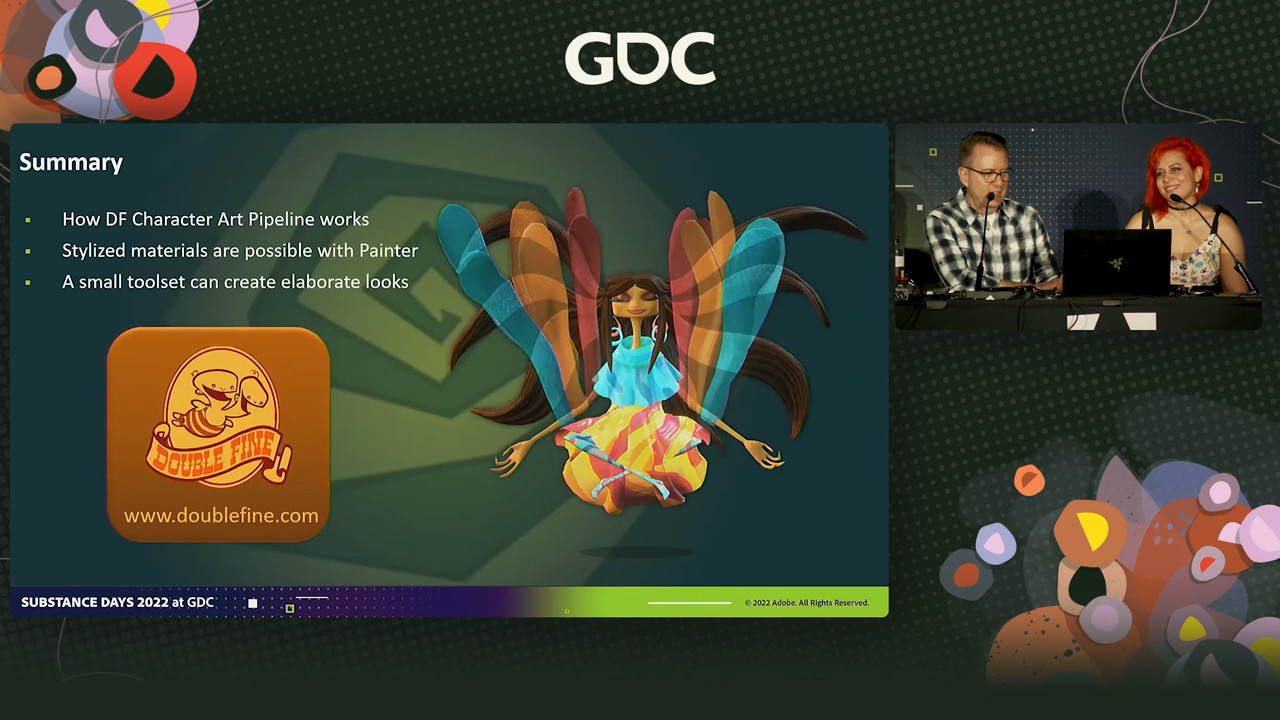 GDC
Summary
How DF Character Art Pipeline works
Stylized materials are possible with Painter
A small toolset can create elaborate looks
DOUBLE FINE
www.doublefine.com
SUBSTANCE DAYS 2022 at GDC
© 2022 Adobe. All Rights Reserved.